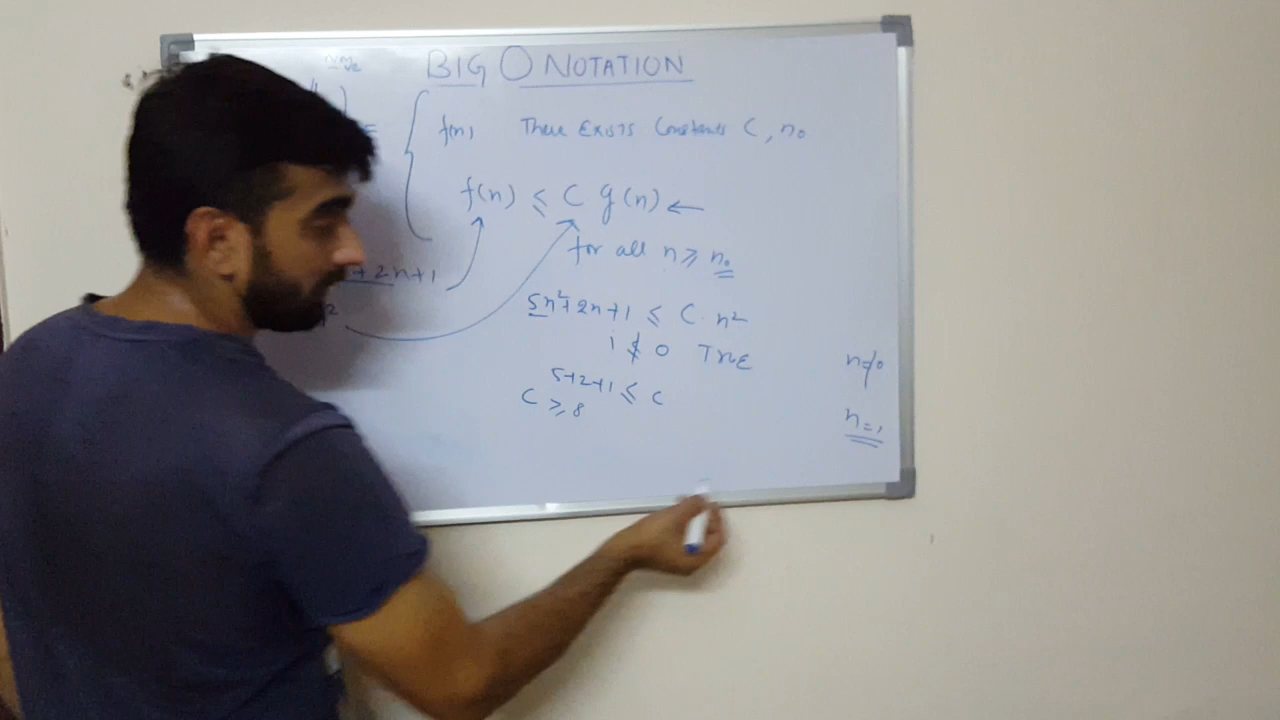 BIG O NOTATION
f(n) There Exists Constants C, n₀
f(n) ≤ C g(n) ←
for all n ≥ n₀
+ 2n+1
2
5n²+2n+1 ≤ C. n²
1 ≰ 0 TRUE
n≠0
5+2+1 ≤ C
C ≥ 8
n=1